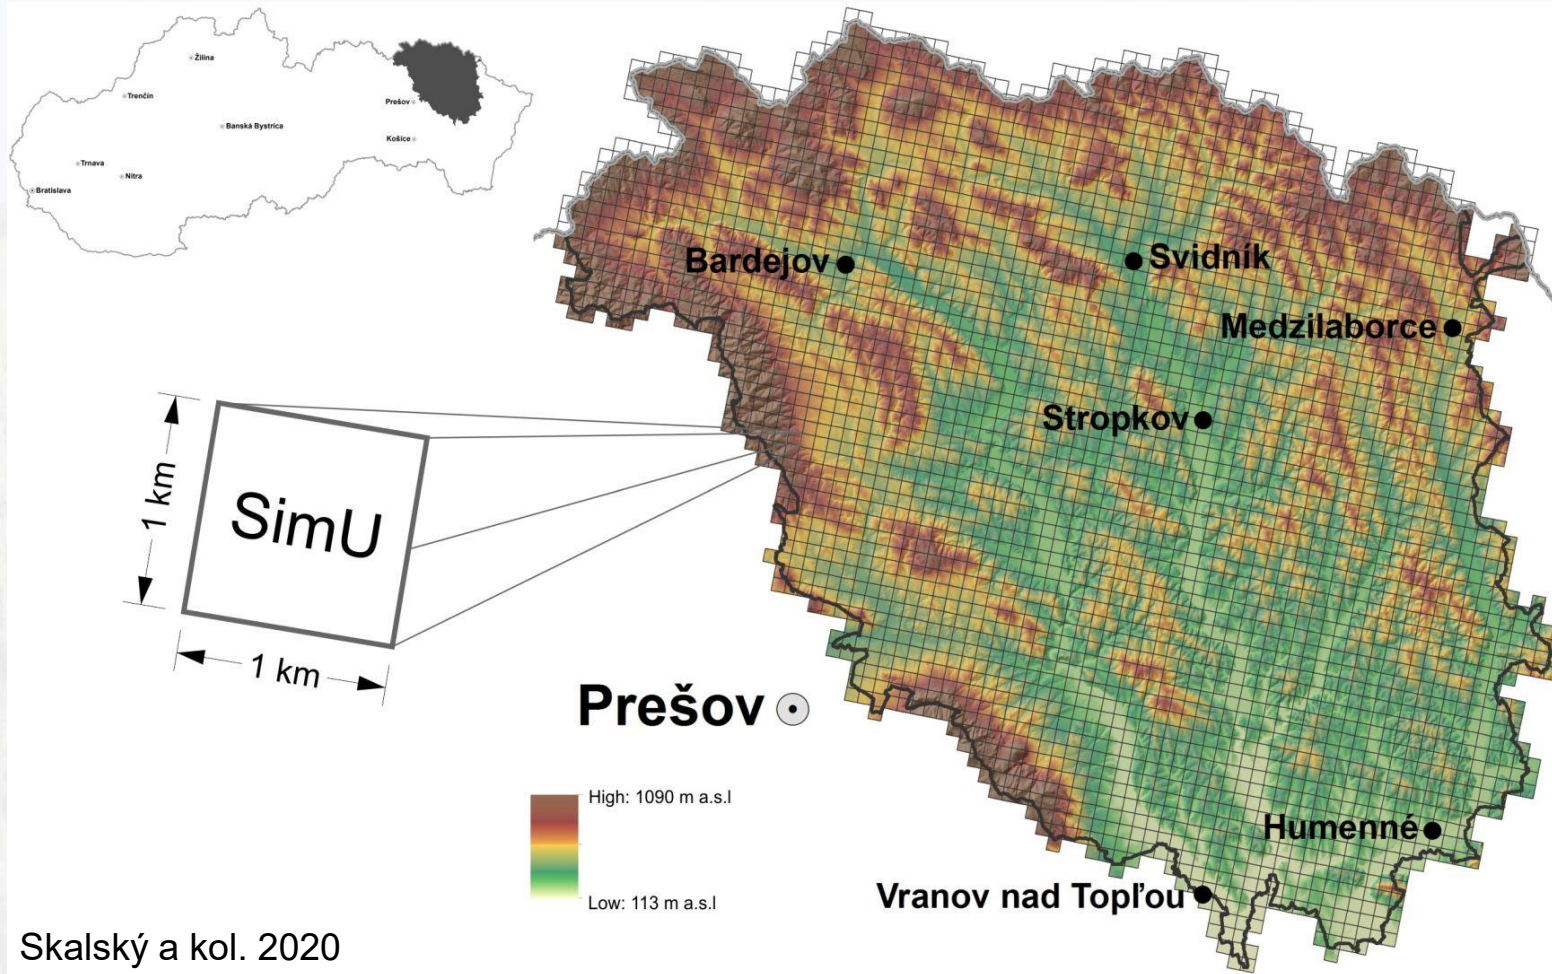 Žilina
Trenčín
Prešov
Banská Bystrica
Košice
Trnava
Nitra
Bratislava
Bardejov
Svidník
Medzilaborce
Stropkov
1 km
SimU
1 km
Prešov
High: 1090 m a.s.l
Low: 113 m a.s.l
Humenné
Vranov nad Topľou
Skalský a kol. 2020